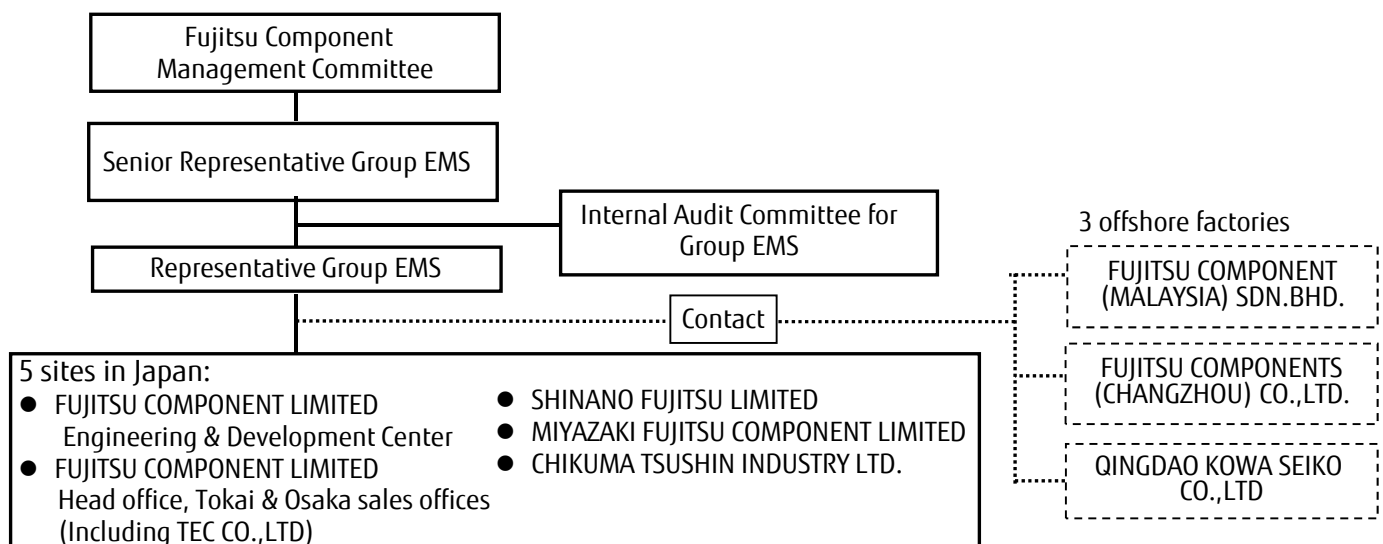 Fujitsu Component
Management Committee
Senior Representative Group EMS
Internal Audit Committee for
Group EMS
Representative Group EMS
Contact
3 offshore factories
FUJITSU COMPONENT
(MALAYSIA) SDN.BHD.
FUJITSU COMPONENTS
(CHANGZHOU) CO.,LTD.
QINGDAO KOWA SEIKO
CO.,LTD
5 sites in Japan:
● FUJITSU COMPONENT LIMITED
Engineering & Development Center
● FUJITSU COMPONENT LIMITED
Head office, Tokai & Osaka sales offices
(Including TEC CO.,LTD)
● SHINANO FUJITSU LIMITED
● MIYAZAKI FUJITSU COMPONENT LIMITED
● CHIKUMA TSUSHIN INDUSTRY LTD.